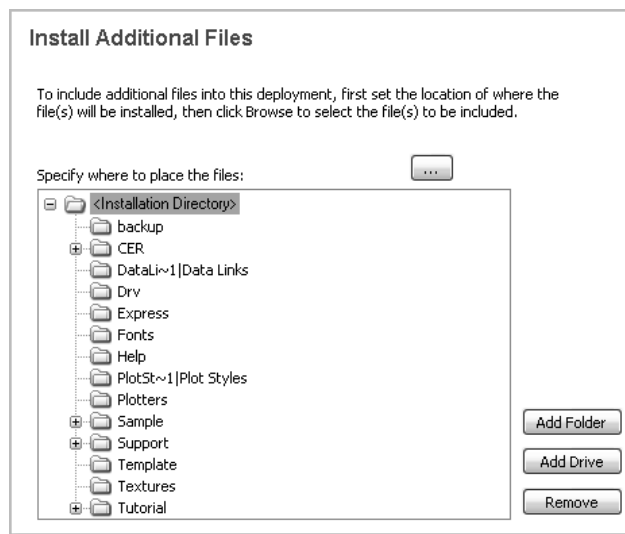 Install Additional Files
To include additional files into this deployment, first set the location of where the
file(s) will be installed, then click Browse to select the file(s) to be included.
Specify where to place the files:
...
<Installation Directory>
backup
CER
DataLi~1|Data Links
Drv
Express
Fonts
Help
PlotSt~1|Plot Styles
Plotters
Sample
Support
Template
Textures
Tutorial
Add Folder
Add Drive
Remove